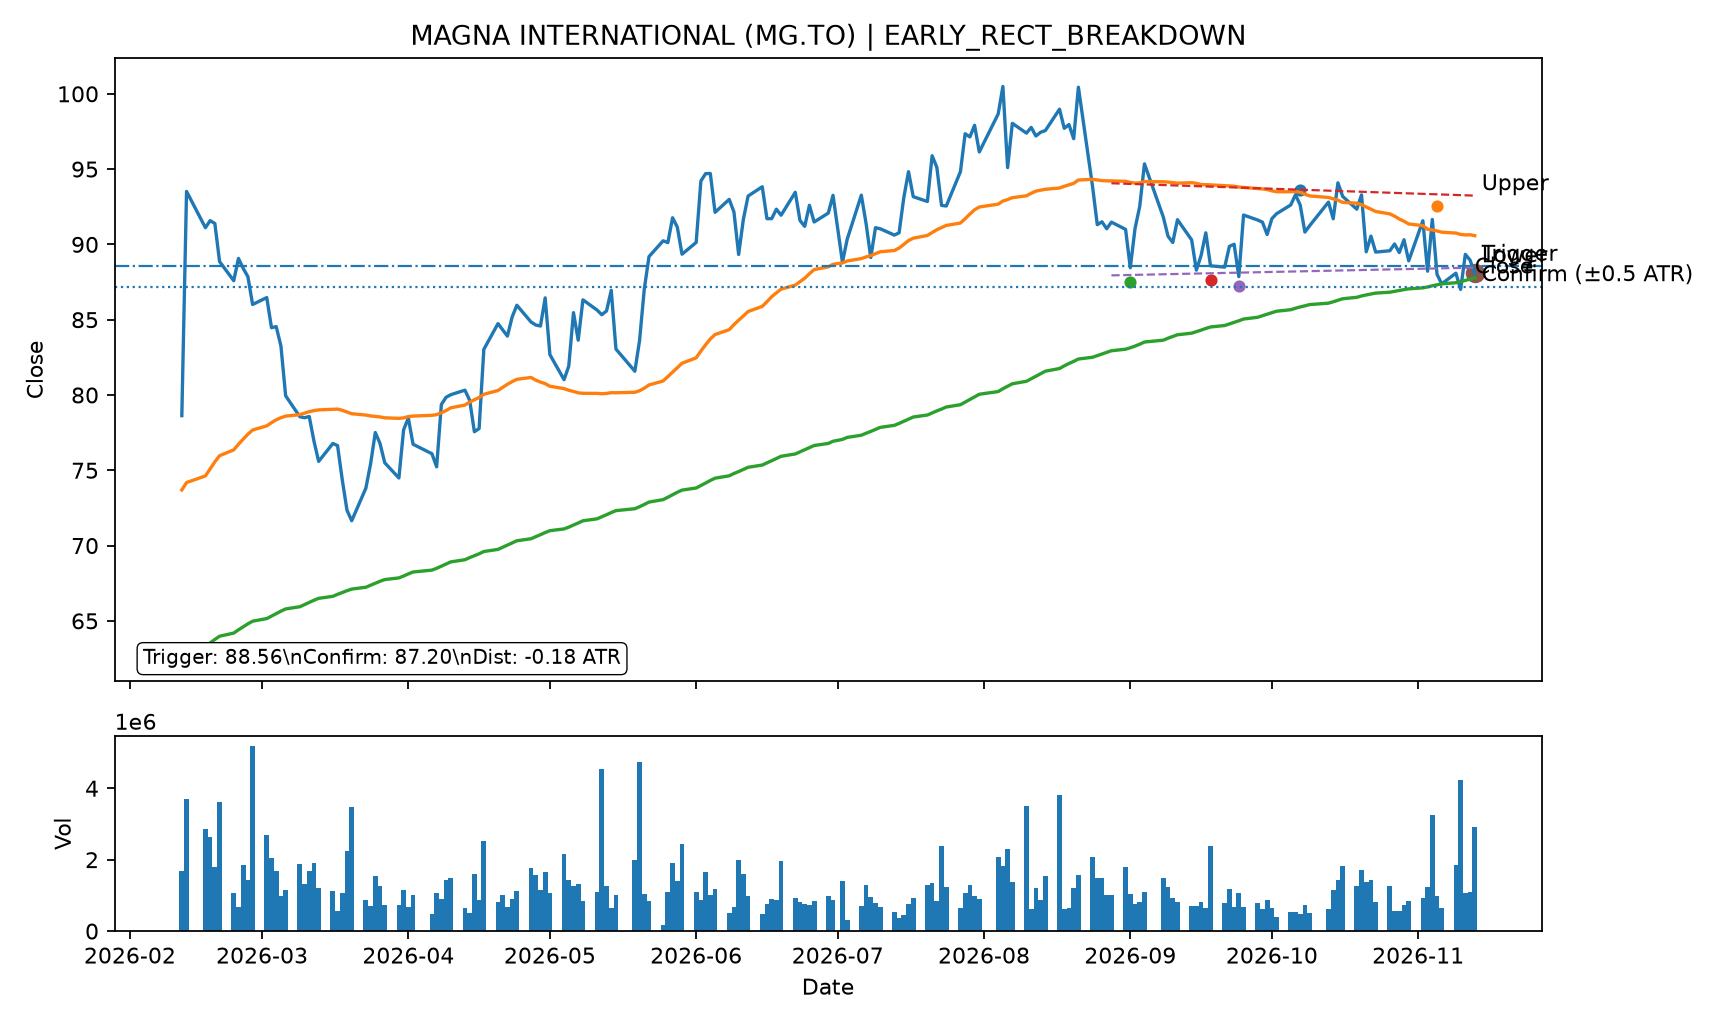 MAGNA INTERNATIONAL (MG.TO) | EARLY_RECT_BREAKDOWN
Close
100
95
90
85
80
75
70
65
Upper
Trigger
Lower
Close
Confirm (±0.5 ATR)
Trigger: 88.56\nConfirm: 87.20\nDist: -0.18 ATR
1e6
Vol
4
2
0
2026-02 2026-03 2026-04 2026-05 2026-06 2026-07 2026-08 2026-09 2026-10 2026-11
Date